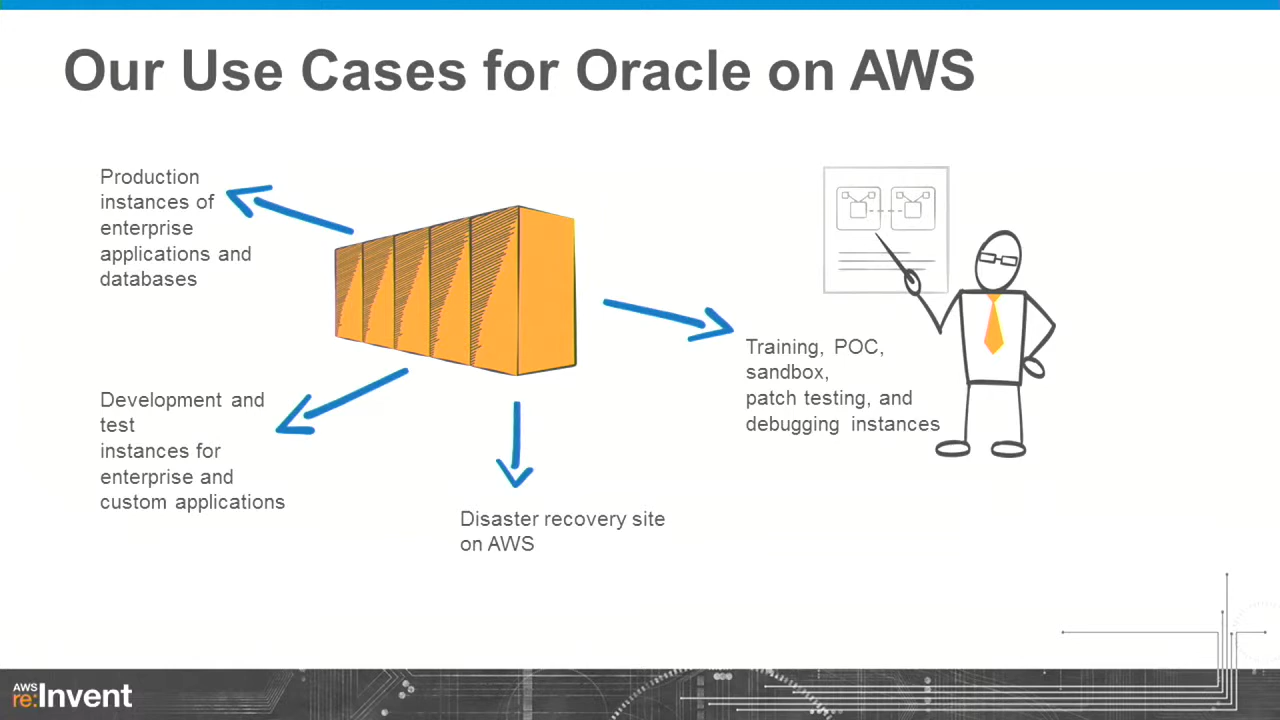 Our Use Cases for Oracle on AWS
Production
instances of
enterprise
applications and
databases
Development and
test
instances for
enterprise and
custom applications
Disaster recovery site
on AWS
Training, POC,
sandbox,
patch testing, and
debugging instances
AWS
re:Invent